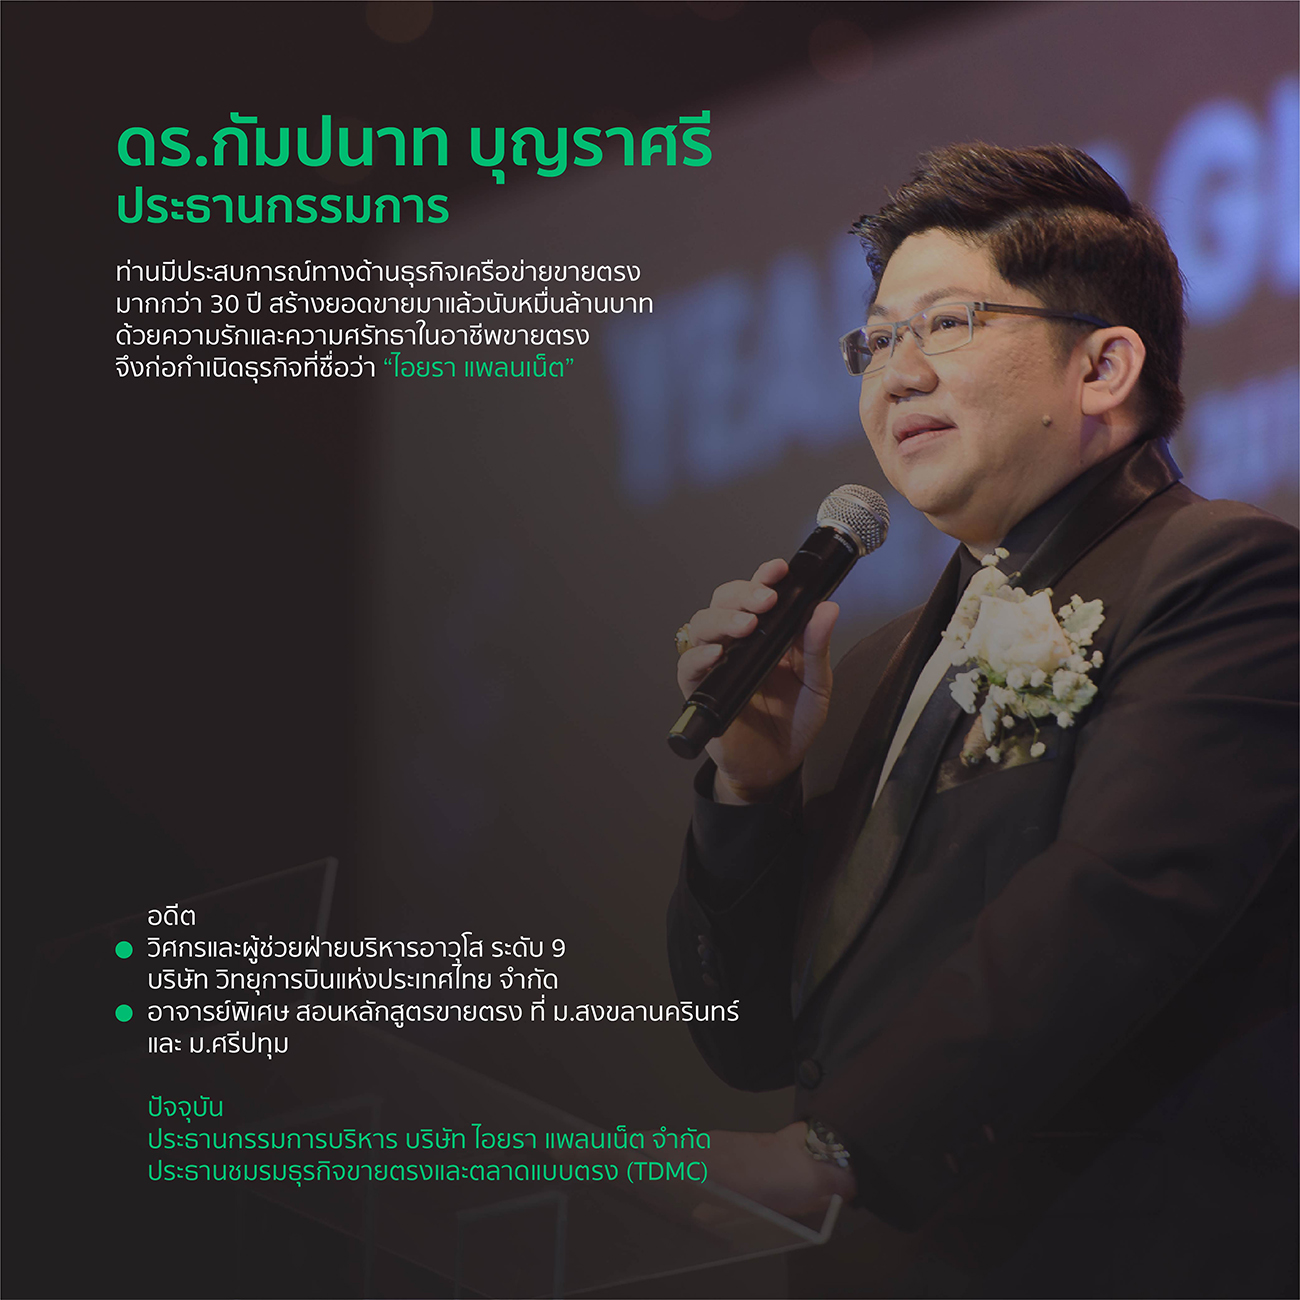 ดร.กัมปนาท บุญราศรี
ประธานกรรมการ
ท่านมีประสบการณ์ทางด้านธุรกิจเครือข่ายขายตรง
มากกว่า 30 ปี สร้างยอดขายมาแล้วนับหมื่นล้านบาท
ด้วยความรักและความศรัทธาในอาชีพขายตรง
จึงก่อกำเนิดธุรกิจที่ชื่อว่า “ไอยรา แพลนเน็ต”
อดีต
วิศกรและผู้ช่วยฝ่ายบริหารอาวุโส ระดับ 9
บริษัท วิทยุการบินแห่งประเทศไทย จำกัด
อาจารย์พิเศษ สอนหลักสูตรขายตรง ที่ ม.สงขลานครินทร์
และ ม.ศรีปทุม
ปัจจุบัน
ประธานกรรมการบริหาร บริษัท ไอยรา แพลนเน็ต จำกัด
ประธานชมรมธุรกิจขายตรงและตลาดแบบตรง (TDMC)